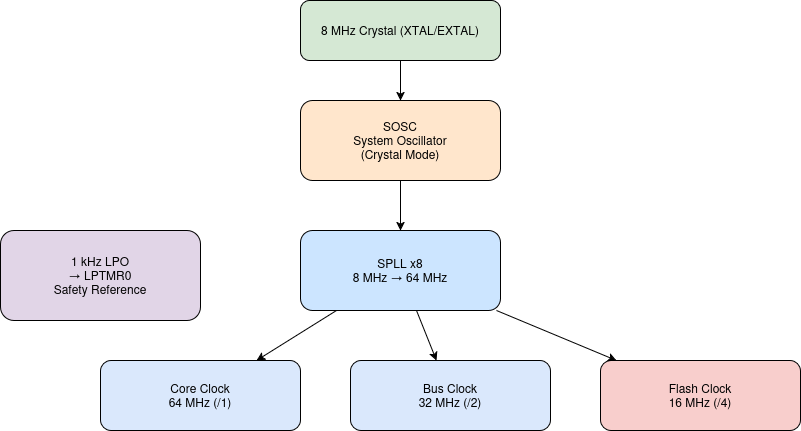 8 MHz Crystal (XTAL/EXTAL)
SOSC
System Oscillator
(Crystal Mode)
1 kHz LPO
→ LPTMR0
Safety Reference
SPLL x8
8 MHz → 64 MHz
Core Clock
64 MHz (/1)
Bus Clock
32 MHz (/2)
Flash Clock
16 MHz (/4)